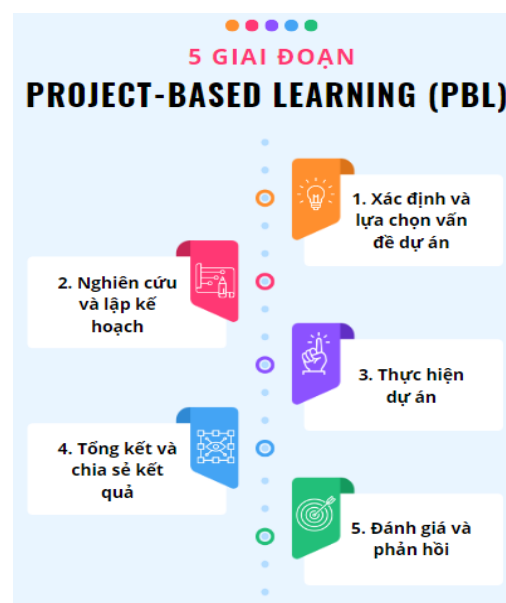 5 GIAI ĐOẠN
PROJECT-BASED LEARNING (PBL)
1. Xác định và
lựa chọn vấn
đề dự án
2. Nghiên cứu
và lập kế
hoạch
3. Thực hiện
dự án
4. Tổng kết và
chia sẻ kết
quả
5. Đánh giá và
phản hồi